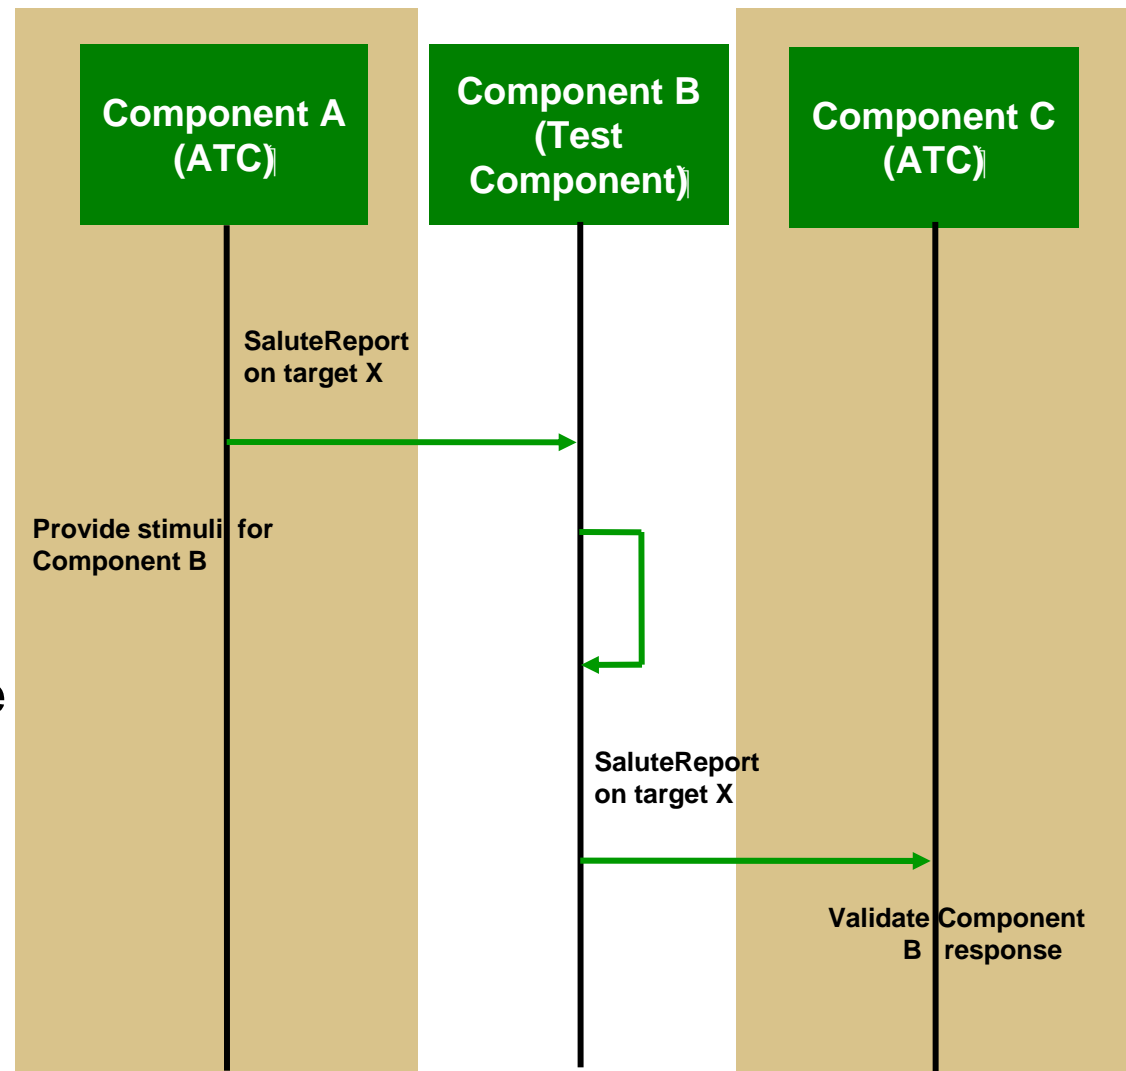 Component A
(ATC)
Component B
(Test
Component)
Component C
(ATC)
SaluteReport
on target X
Provide stimuli for
Component B
e
SaluteReport
on target X
Validate Component
B response